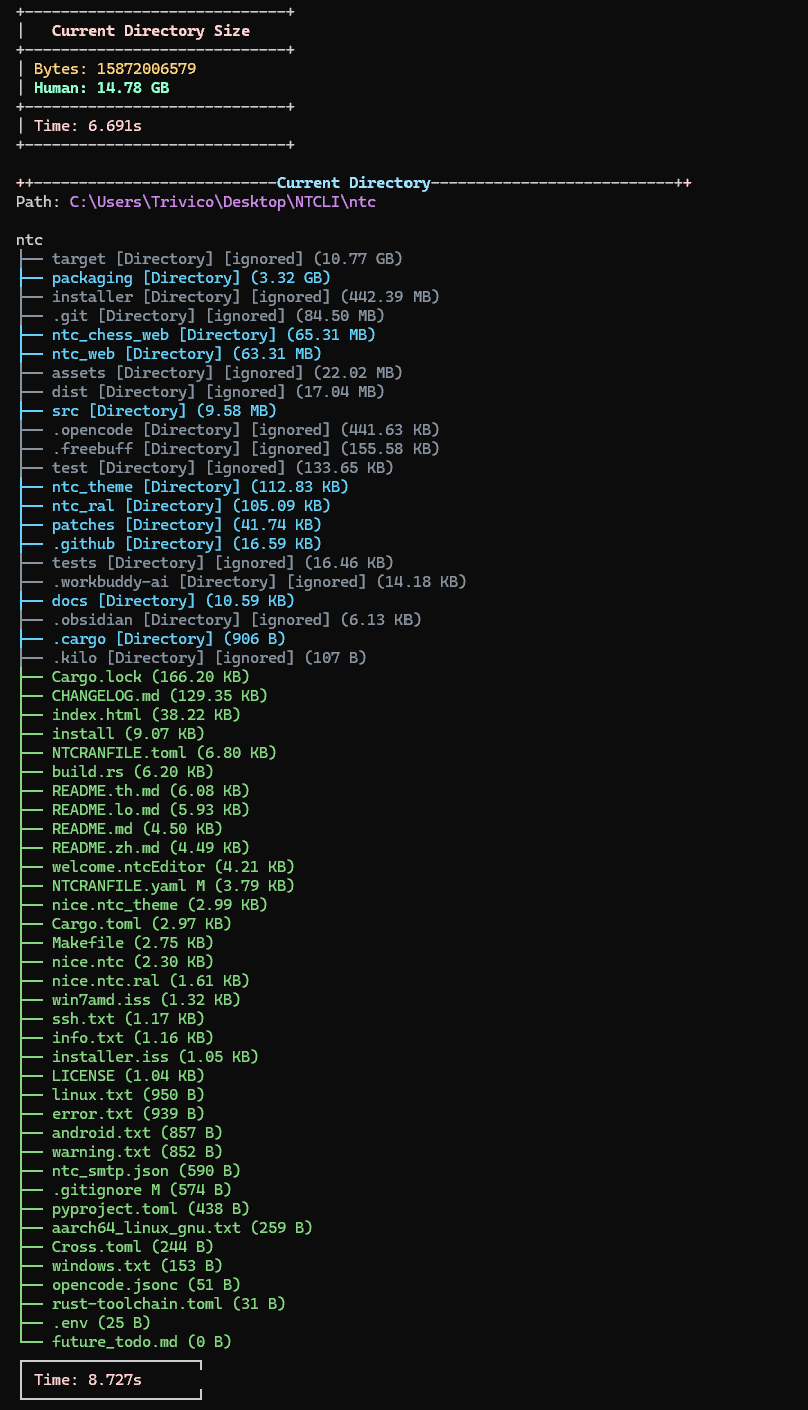 Current Directory Size
Bytes: 15872006579
Human: 14.78 GB
Time: 6.691s
++---------------------------Current Directory---------------------------++
Path: C:\Users\Trivico\Desktop\NTCLI\ntc
ntc
├── target [Directory] [ignored] (10.77 GB)
├── packaging [Directory] (3.32 GB)
├── installer [Directory] [ignored] (442.39 MB)
├── .git [Directory] [ignored] (84.50 MB)
├── ntc_chess_web [Directory] (65.31 MB)
├── ntc_web [Directory] (63.31 MB)
├── assets [Directory] [ignored] (22.02 MB)
├── dist [Directory] [ignored] (17.04 MB)
├── src [Directory] (9.58 MB)
├── .opencode [Directory] [ignored] (441.63 KB)
├── .freebuff [Directory] [ignored] (155.58 KB)
├── test [Directory] [ignored] (133.65 KB)
├── ntc_theme [Directory] (112.83 KB)
├── ntc_ral [Directory] (105.09 KB)
├── patches [Directory] (41.74 KB)
├── .github [Directory] (16.59 KB)
├── tests [Directory] [ignored] (16.46 KB)
├── .workbuddy-ai [Directory] [ignored] (14.18 KB)
├── docs [Directory] (10.59 KB)
├── .obsidian [Directory] [ignored] (6.13 KB)
├── .cargo [Directory] (906 B)
├── .kilo [Directory] [ignored] (107 B)
├── Cargo.lock (166.20 KB)
├── CHANGELOG.md (129.35 KB)
├── index.html (38.22 KB)
├── install (9.07 KB)
├── NTCRANFILE.toml (6.80 KB)
├── build.rs (6.20 KB)
├── README.th.md (6.08 KB)
├── README.lo.md (5.93 KB)
├── README.md (4.50 KB)
├── README.zh.md (4.49 KB)
├── welcome.ntcEditor (4.21 KB)
├── NTCRANFILE.yaml M (3.79 KB)
├── nice.ntc_theme (2.99 KB)
├── Cargo.toml (2.97 KB)
├── Makefile (2.75 KB)
├── nice.ntc (2.30 KB)
├── nice.ntc.ral (1.61 KB)
├── win7amd.iss (1.32 KB)
├── ssh.txt (1.17 KB)
├── info.txt (1.16 KB)
├── installer.iss (1.05 KB)
├── LICENSE (1.04 KB)
├── linux.txt (950 B)
├── error.txt (939 B)
├── android.txt (857 B)
├── warning.txt (852 B)
├── ntc_smtp.json (590 B)
├── .gitignore M (574 B)
├── pyproject.toml (438 B)
├── aarch64_linux_gnu.txt (259 B)
├── Cross.toml (244 B)
├── windows.txt (153 B)
├── opencode.jsonc (51 B)
├── rust-toolchain.toml (31 B)
├── .env (25 B)
└── future_todo.md (0 B)
Time: 8.727s